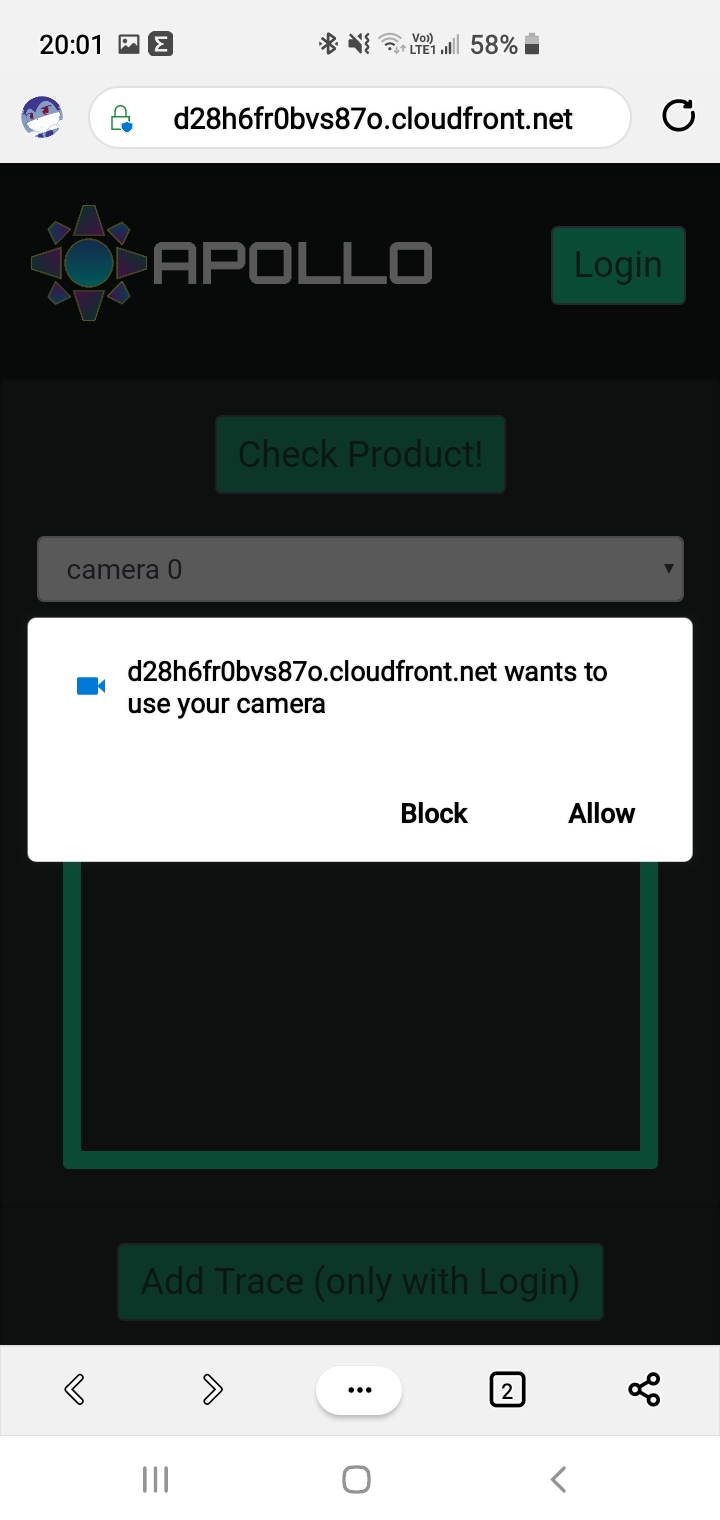 20:01 Vo)) LTE1 58%
d28h6fr0bvs87o.cloudfront.net
APOLLO
Login
Check Product!
camera 0
d28h6fr0bvs87o.cloudfront.net wants to
use your camera
Block Allow
Add Trace (only with Login)
2